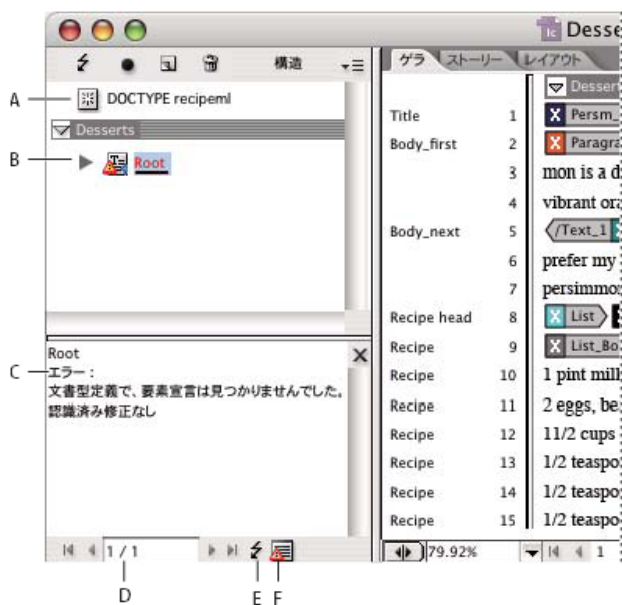 Desse
構造
ゲラ ストーリー レイアウト
A
DOCTYPE recipeml
Desserts
B
Root
Desser
Title 1 Persm_
Body_first 2 Paragra
3 mon is a d
4 vibrant ora
Body_next 5 /Text_1
6 prefer my
7 persimmo
Recipe head 8 List
Recipe 9 List_Bo
Recipe 10 1 pint mill
Recipe 11 2 eggs, be
Recipe 12 11/2 cups
Recipe 13 1/2 teaspo
Recipe 14 1/2 teaspo
Recipe 15 1/2 teaspo
Root
C
エラー：
文書型定義で、要素宣言は見つかりませんでした。
認識済み修正なし
1 / 1
79.92%
1
D
E
F